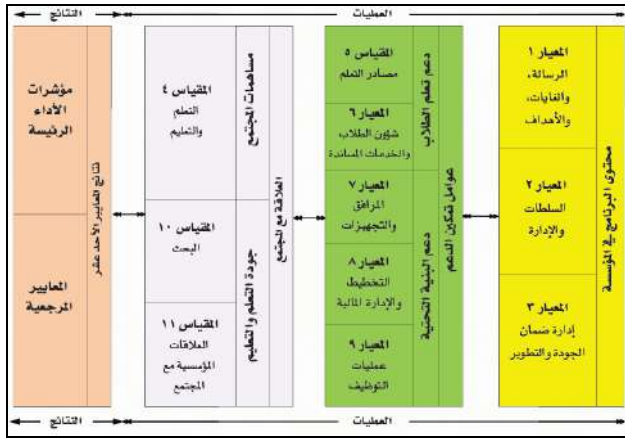 العمليات
النتائج
المعيار ١
الرسالة،
والغايات،
والأهداف
المعيار ٢
السلطات
والإدارة
المعيار ٣
إدارة ضمان
الجودة والتطوير
محتوى البرنامج في المؤسسة
المقياس ٥
مصادر التعلم
المعيار ٦
شؤون الطلاب
والخدمات المساندة
المعيار ٧
المرافق
والتجهيزات
المعيار ٨
التخطيط
والإدارة المالية
المعيار ٩
عمليات
التوظيف
دعم تعلم الطلاب
دعم البنية التحتية
عوامل تمكين الدعم
المقياس ٤
التعلم
والتعليم
المقياس ١٠
البحث
المقياس ١١
العلاقات
المؤسسية مع
المجتمع
مساهمات المجتمع
جودة التعلم والتعليم
العلاقة مع المجتمع
مؤشرات
الأداء
الرئيسة
المعايير
المرجعية
نتائج المعايير الأحد عشر
العمليات
النتائج